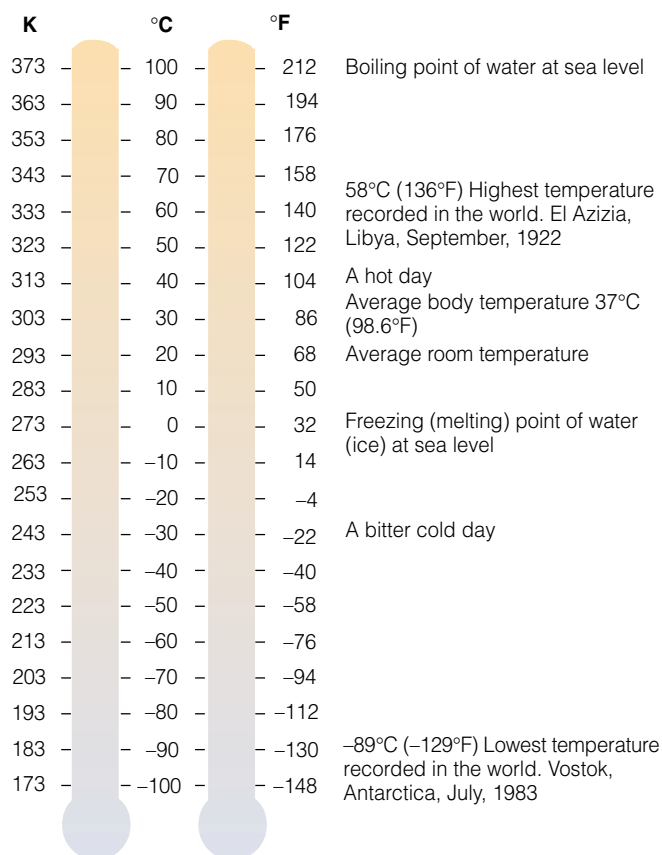 K °C °F
373 100 212 Boiling point of water at sea level
363 90 194
353 80 176
343 70 158
58°C (136°F) Highest temperature
333 60 140 recorded in the world. El Azizia,
Libya, September, 1922
323 50 122
313 40 104 A hot day
Average body temperature 37°C
303 30 86 (98.6°F)
293 20 68 Average room temperature
283 10 50
273 0 32 Freezing (melting) point of water
(ice) at sea level
263 –10 14
253 –20 –4
243 –30 –22 A bitter cold day
233 –40 –40
223 –50 –58
213 –60 –76
203 –70 –94
193 –80 –112
183 –90 –130 –89°C (–129°F) Lowest temperature
recorded in the world. Vostok,
173 –100 –148 Antarctica, July, 1983